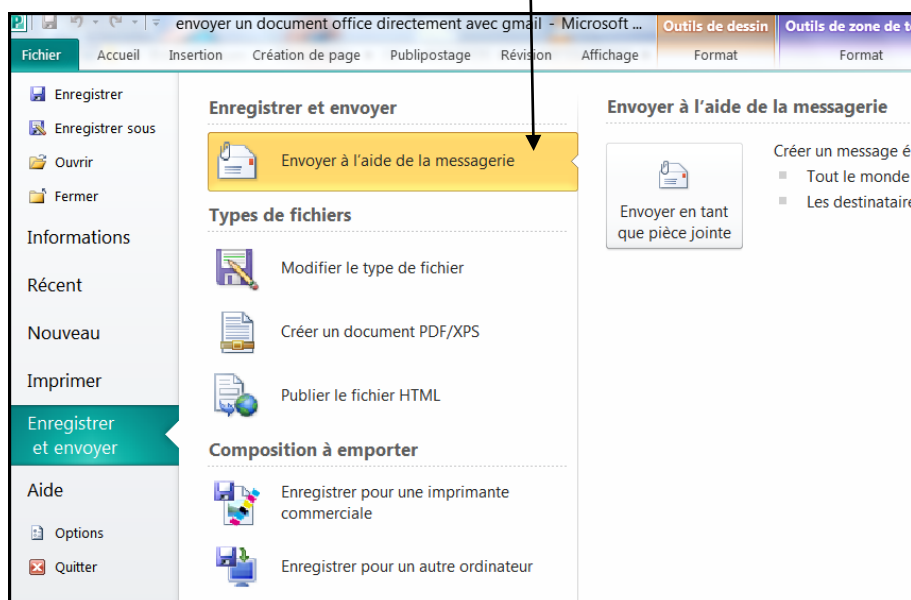 envoyer un document office directement avec gmail - Microsoft ...
Outils de dessin
Outils de zone de te
Fichier
Accueil
Insertion
Création de page
Publipostage
Révision
Affichage
Format
Format
Enregistrer
Enregistrer sous
Ouvrir
Fermer
Informations
Récent
Nouveau
Imprimer
Enregistrer
et envoyer
Aide
Options
Quitter
Enregistrer et envoyer
Envoyer à l'aide de la messagerie
Types de fichiers
Modifier le type de fichier
Créer un document PDF/XPS
Publier le fichier HTML
Composition à emporter
Enregistrer pour une imprimante
commerciale
Enregistrer pour un autre ordinateur
Envoyer à l'aide de la messagerie
Envoyer en tant
que pièce jointe
Créer un message é
Tout le monde
Les destinataire